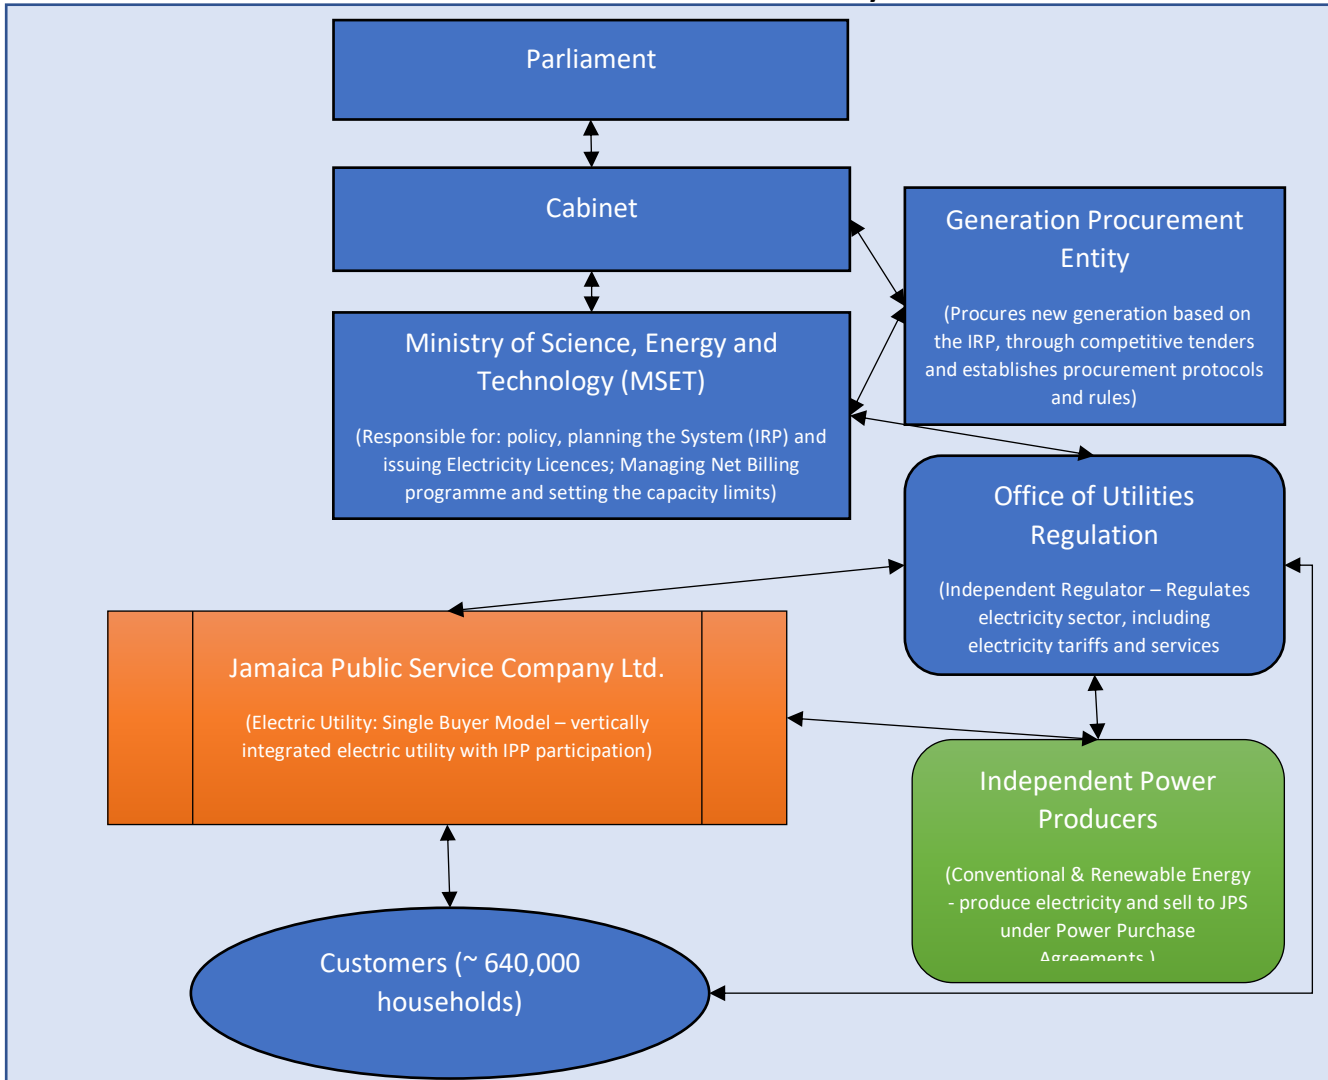 Parliament
Cabinet
Generation Procurement
Entity
(Procures new generation based on
the IRP, through competitive tenders
and establishes procurement protocols
and rules)
Ministry of Science, Energy and
Technology (MSET)
(Responsible for: policy, planning the System (IRP) and
issuing Electricity Licences; Managing Net Billing
programme and setting the capacity limits)
Office of Utilities
Regulation
(Independent Regulator – Regulates
electricity sector, including
electricity tariffs and services
Jamaica Public Service Company Ltd.
(Electric Utility: Single Buyer Model – vertically
integrated electric utility with IPP participation)
Independent Power
Producers
(Conventional & Renewable Energy
- produce electricity and sell to JPS
under Power Purchase
Agreements )
Customers (~ 640,000
households)